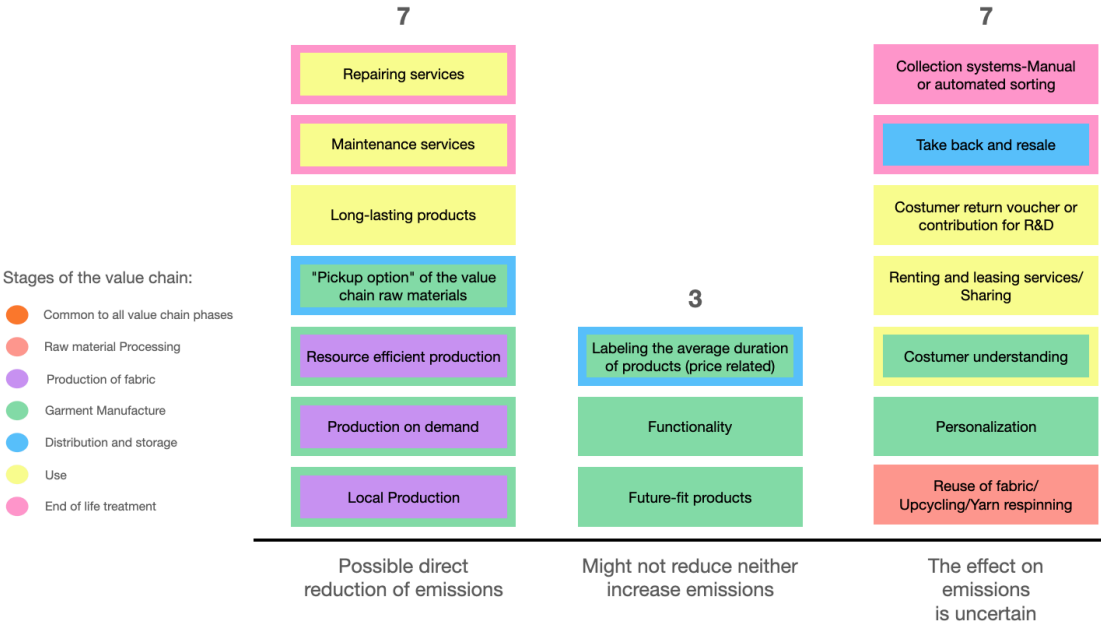 7
Repairing services
Maintenance services
Long-lasting products
"Pickup option" of the value
chain raw materials
Resource efficient production
Production on demand
Local Production
Possible direct
reduction of emissions
3
Labeling the average duration
of products (price related)
Functionality
Future-fit products
Might not reduce neither
increase emissions
7
Collection systems-Manual
or automated sorting
Take back and resale
Costumer return voucher or
contribution for R&D
Renting and leasing services/
Sharing
Costumer understanding
Personalization
Reuse of fabric/
Upcycling/Yarn respinning
The effect on
emissions
is uncertain
Stages of the value chain:
Common to all value chain phases
Raw material Processing
Production of fabric
Garment Manufacture
Distribution and storage
Use
End of life treatment